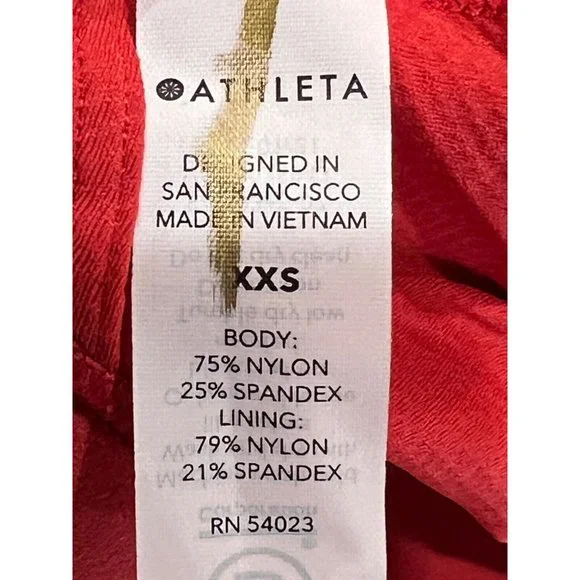 ATHLETA
DESIGNED IN
SAN FRANCISCO
MADE IN VIETNAM
XXS
BODY:
75% NYLON
25% SPANDEX
LINING:
79% NYLON
21% SPANDEX
RN 54023